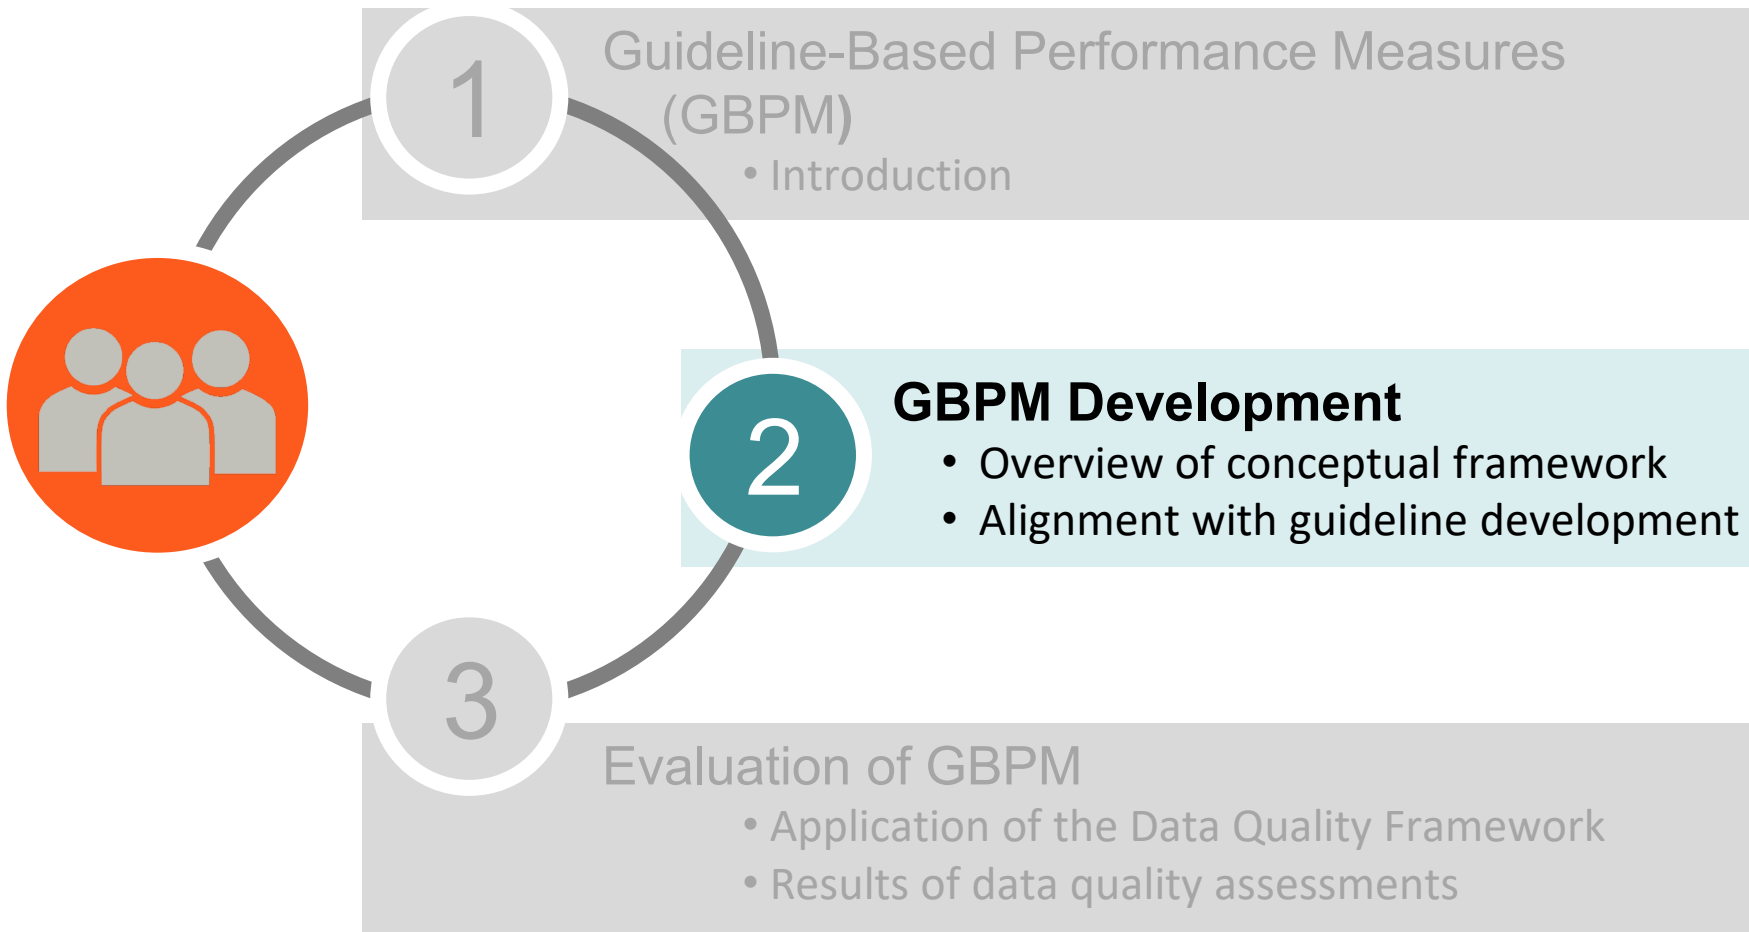 1
Guideline-Based Performance Measures
(GBPM)
• Introduction
2
GBPM Development
• Overview of conceptual framework
• Alignment with guideline development
3
Evaluation of GBPM
• Application of the Data Quality Framework
• Results of data quality assessments